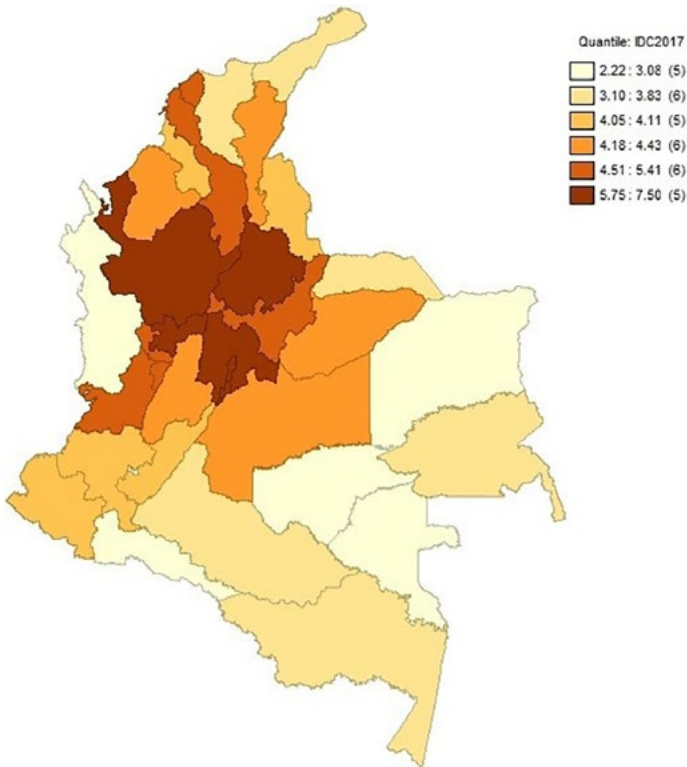 Quantile: IDC2017
2.22 : 3.08 (5)
3.10 : 3.83 (6)
4.05 : 4.11 (5)
4.18 : 4.43 (6)
4.51 : 5.41 (6)
5.75 : 7.50 (5)